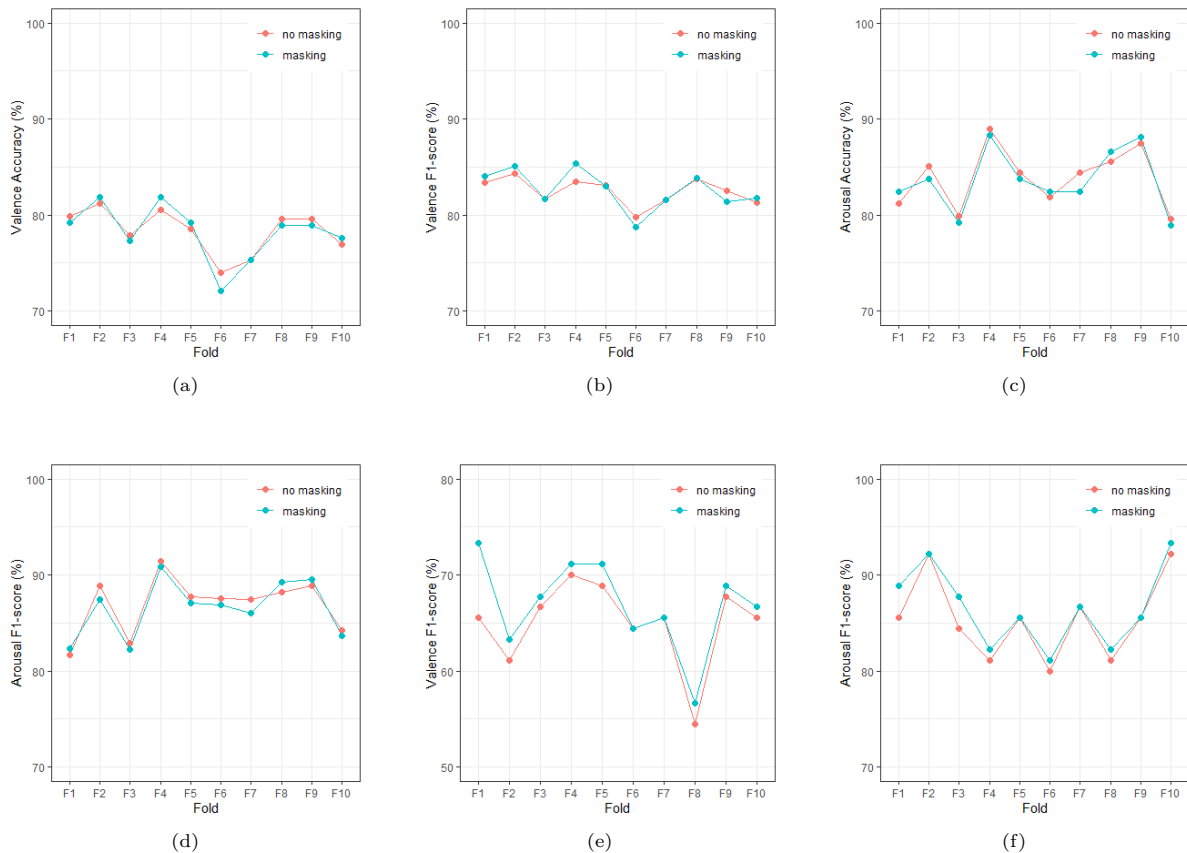 100
90
80
70
Valence Accuracy (%)
no masking
masking
F1 F2 F3 F4 F5 F6 F7 F8 F9 F10
Fold
(a)
100
90
80
70
Valence F1-score (%)
no masking
masking
F1 F2 F3 F4 F5 F6 F7 F8 F9 F10
Fold
(b)
100
90
80
70
Arousal Accuracy (%)
no masking
masking
F1 F2 F3 F4 F5 F6 F7 F8 F9 F10
Fold
(c)
100
90
80
70
Arousal F1-score (%)
no masking
masking
F1 F2 F3 F4 F5 F6 F7 F8 F9 F10
Fold
(d)
80
70
60
50
Valence F1-score (%)
no masking
masking
F1 F2 F3 F4 F5 F6 F7 F8 F9 F10
Fold
(e)
100
90
80
70
Arousal F1-score (%)
no masking
masking
F1 F2 F3 F4 F5 F6 F7 F8 F9 F10
Fold
(f)